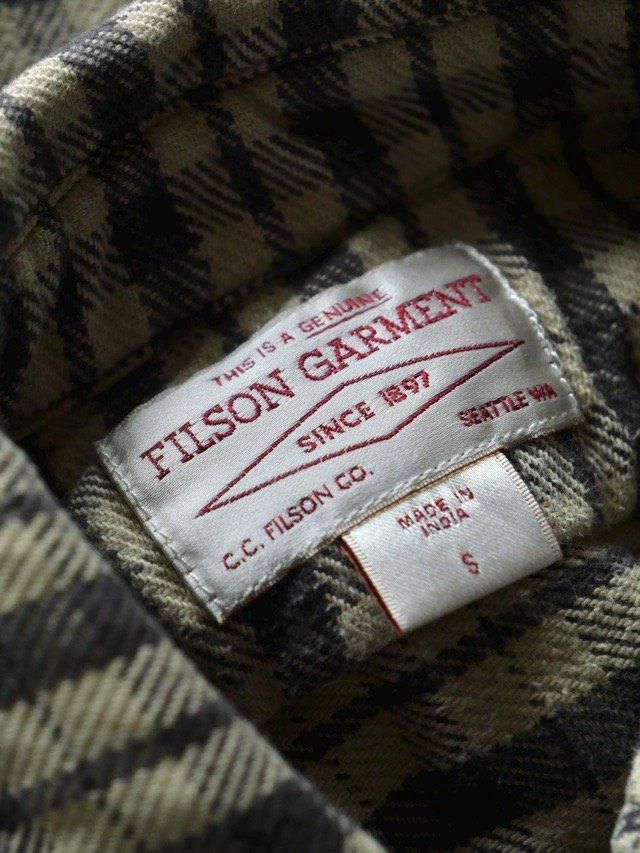 THIS IS A GENUINE
FILSON GARMENT
SINCE 1897
SEATTLE WA
C.C. FILSON CO.
MADE IN
INDIA
S